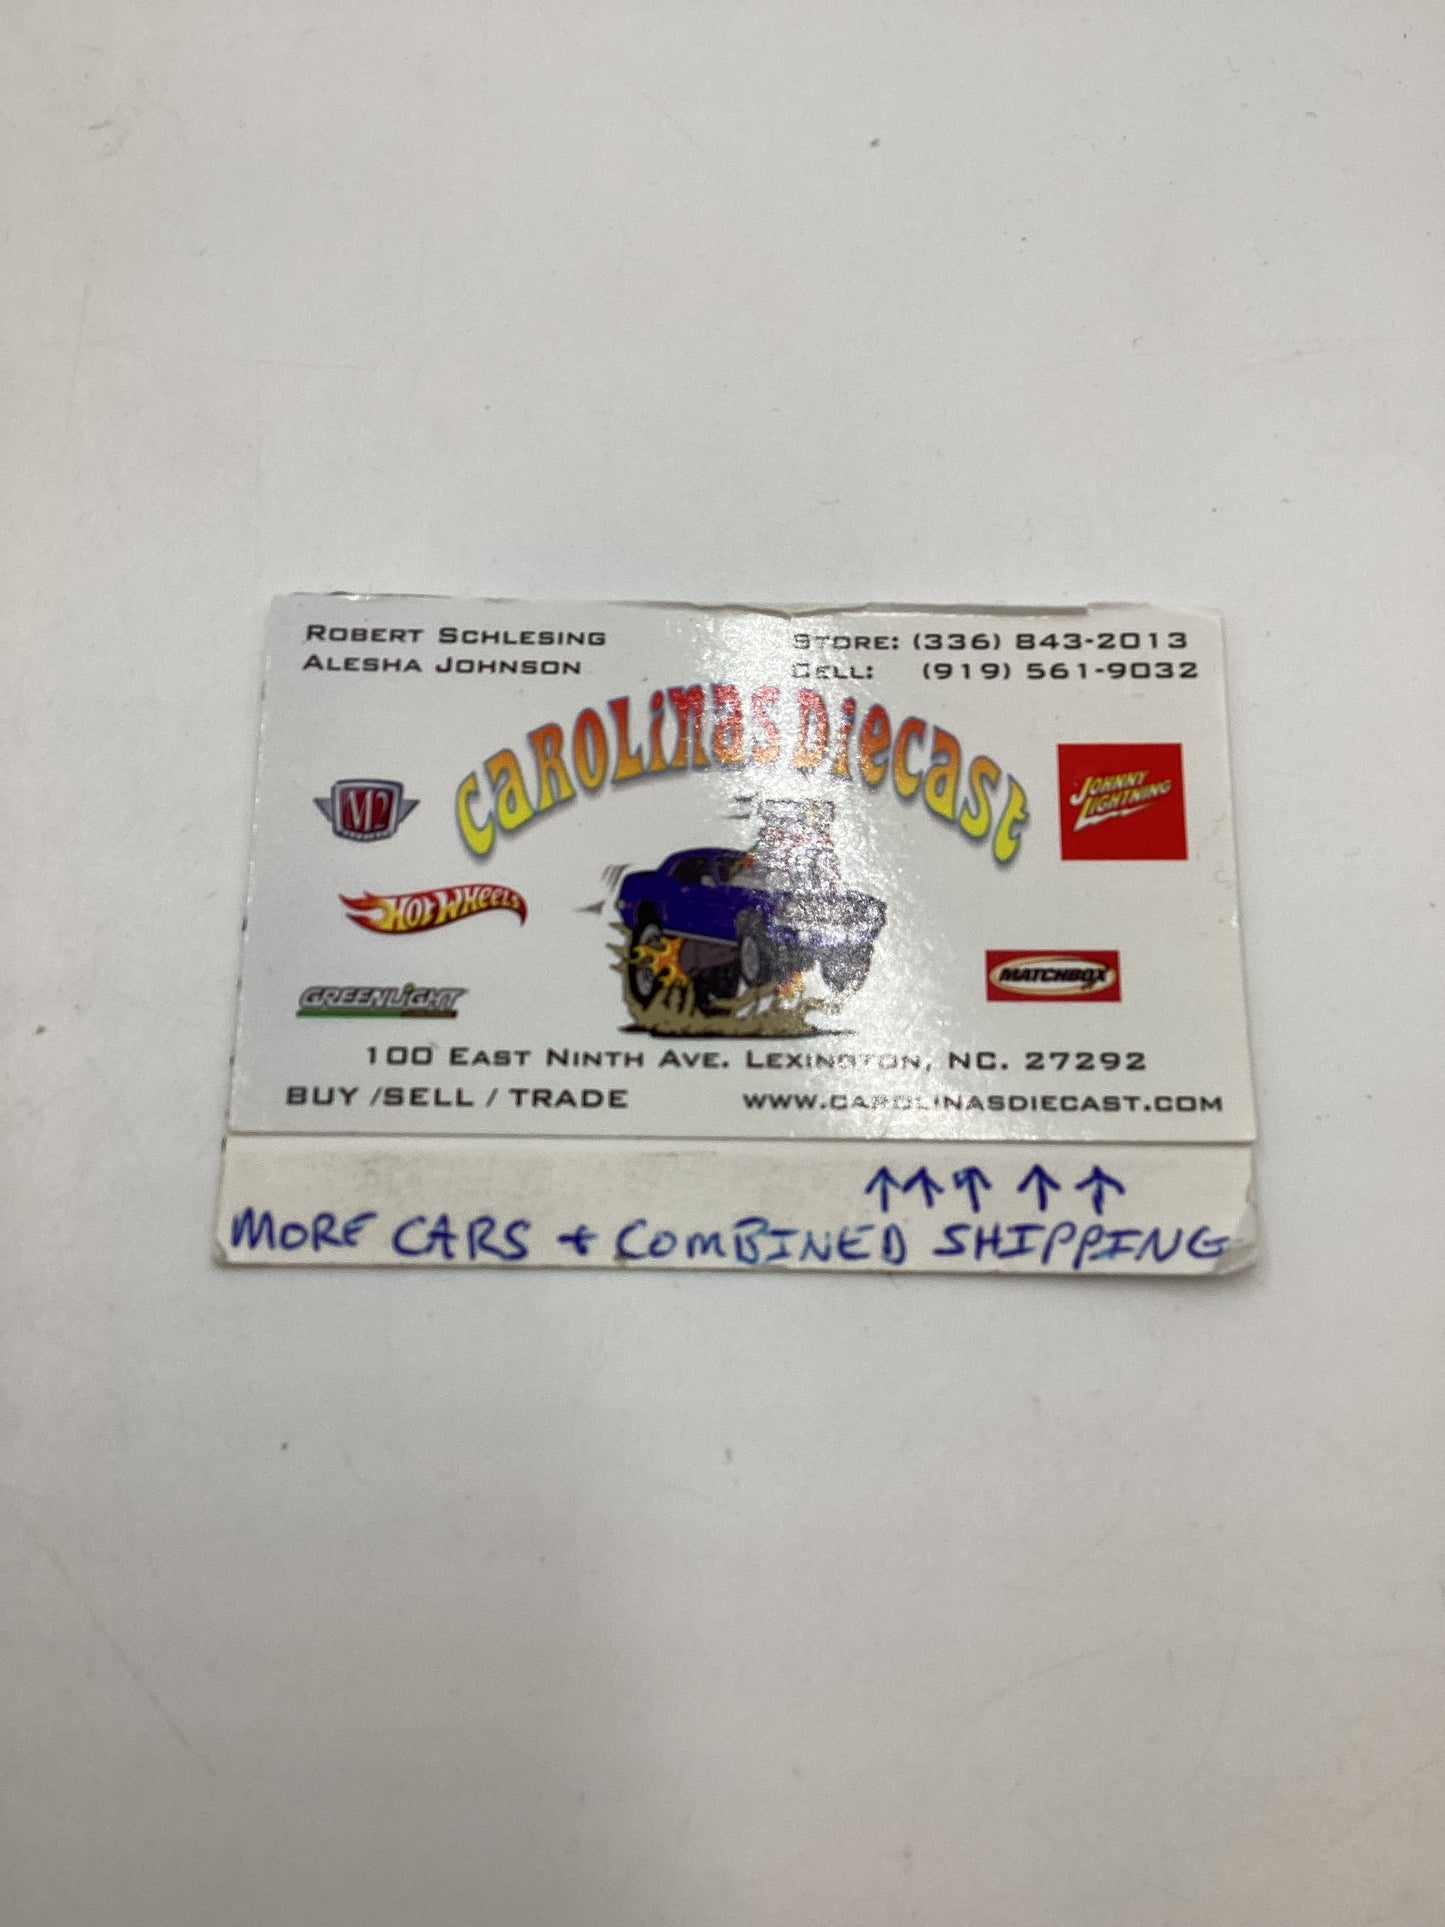 ROBERT SCHLESING
ALESHA JOHNSON
STORE: (336) 843-2013
CELL: (919) 561-9032
CAROLINAS DIECAST
M2
JOHNNY
LIGHTNING
HOT WHEELS
MATCHBOX
GREENLIGHT
100 EAST NINTH AVE. LEXINGTON, NC. 27292
BUY /SELL / TRADE
WWW.CAROLINASDIECAST.COM
↑↑↑ ↑↑
MORE CARS + COMBINED SHIPPING